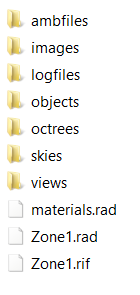 ambfiles
images
logfiles
objects
octrees
skies
views
materials.rad
Zone1.rad
Zone1.rif